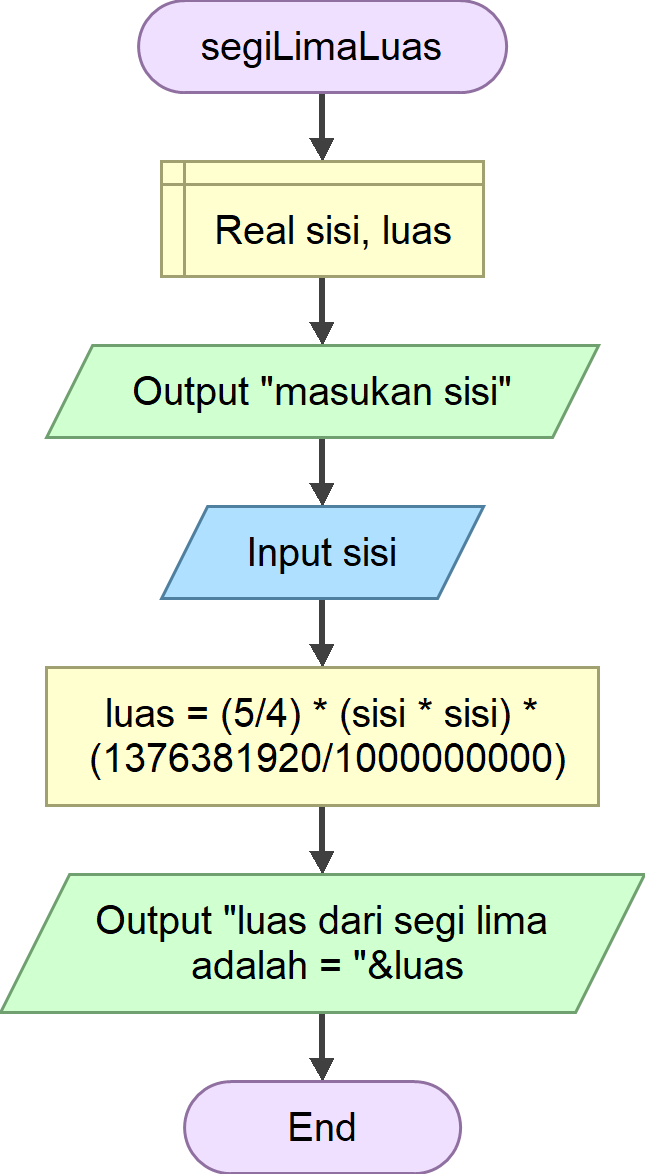 segiLimaLuas
Real sisi, luas
Output "masukan sisi"
Input sisi
luas = (5/4) * (sisi * sisi) *
(1376381920/1000000000)
Output "luas dari segi lima
adalah = "&luas
End